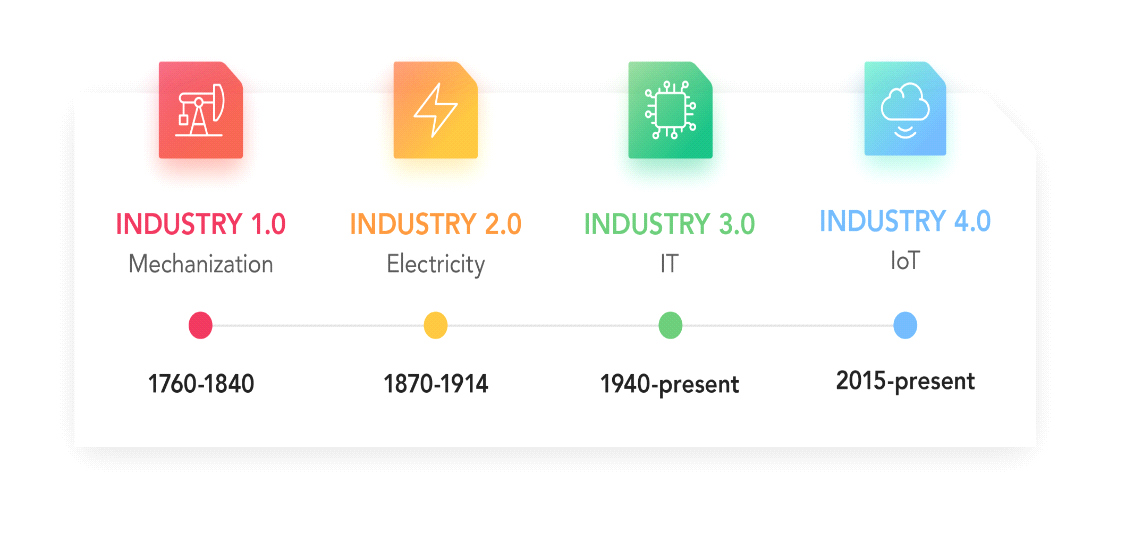 INDUSTRY 1.0
Mechanization
1760-1840
INDUSTRY 2.0
Electricity
1870-1914
INDUSTRY 3.0
IT
1940-present
INDUSTRY 4.0
IoT
2015-present